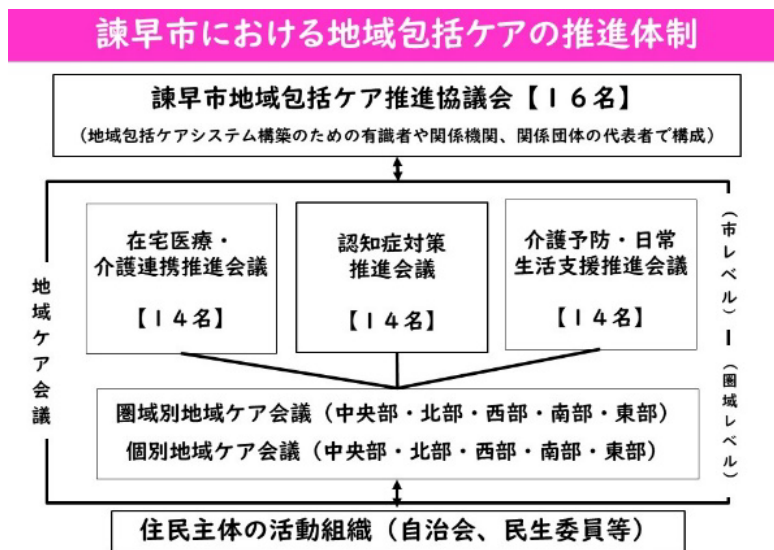 諫早市における地域包括ケアの推進体制
諫早市地域包括ケア推進協議会【16名】
(地域包括ケアシステム構築のための有識者や関係機関、関係団体の代表者で構成)
地域ケア会議
在宅医療・
介護連携推進会議
【14名】
認知症対策
推進会議
【14名】
介護予防・日常
生活支援推進会議
【14名】
(市レベル)ー(圏域レベル)
圏域別地域ケア会議(中央部・北部・西部・南部・東部)
個別地域ケア会議(中央部・北部・西部・南部・東部)
住民主体の活動組織(自治会、民生委員等)